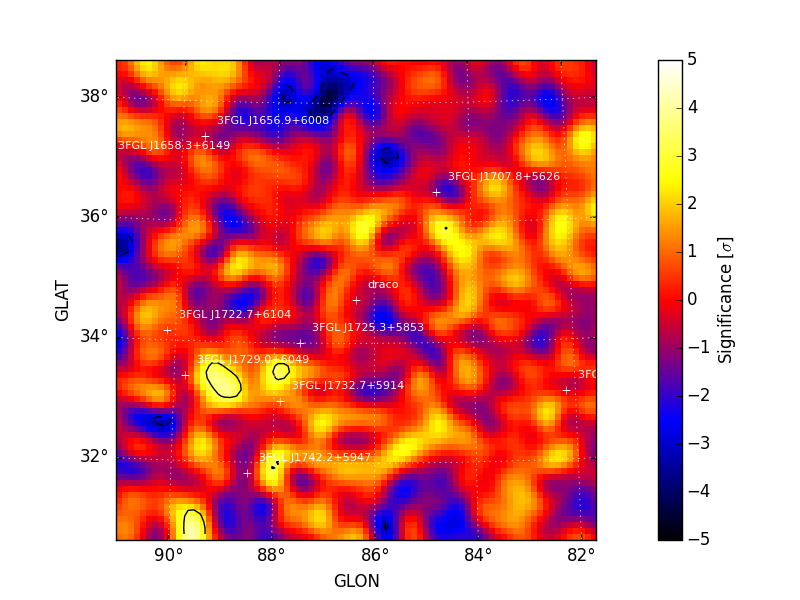 38°
36°
34°
32°
GLAT
90°
88°
86°
84°
82°
GLON
3FGL J1656.9+6008
3FGL J1658.3+6149
3FGL J1707.8+5626
draco
3FGL J1722.7+6104
3FGL J1725.3+5853
3FGL J1729.0+6049
3FG
3FGL J1732.7+5914
3FGL J1742.2+5947
5
4
3
2
1
0
−1
−2
−3
−4
−5
Significance [σ]